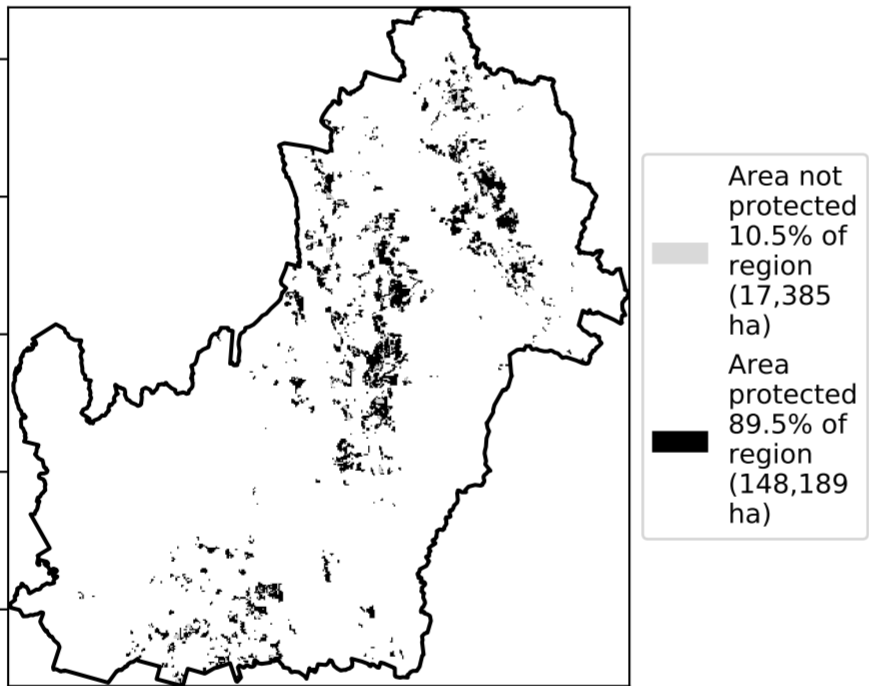 Area not
protected
10.5% of
region
(17,385
ha)
Area
protected
89.5% of
region
(148,189
ha)